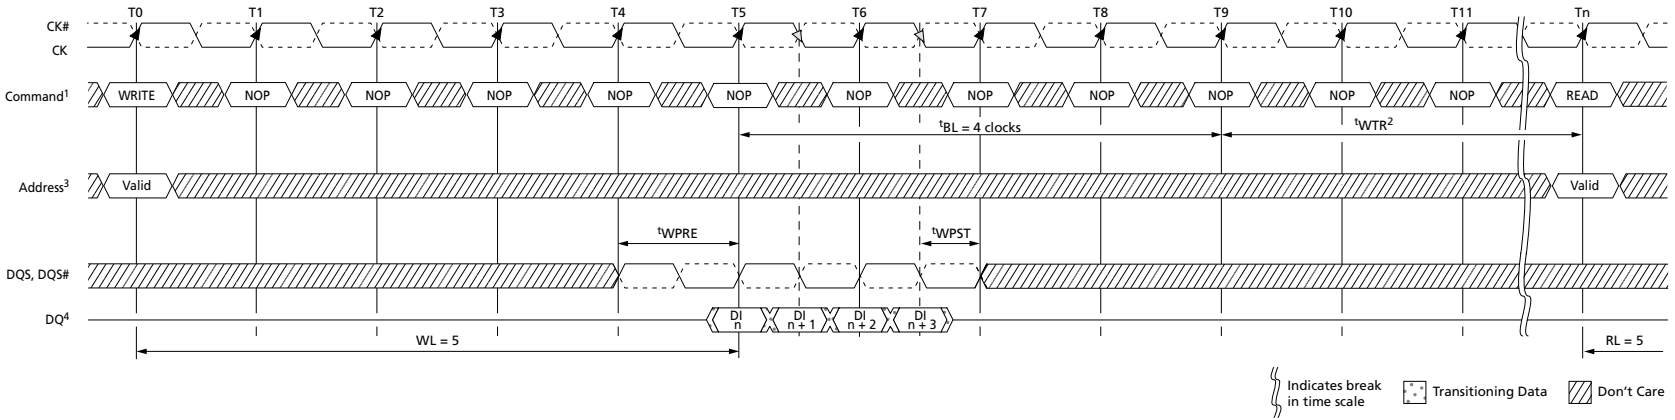 T0 T1 T2 T3 T4 T5 T6 T7 T8 T9 T10 T11 Tn
CK#
CK
Command¹ WRITE NOP NOP NOP NOP NOP NOP NOP NOP NOP NOP NOP READ
ᵗBL = 4 clocks ᵗWTR²
Address³ Valid Valid
ᵗWPRE ᵗWPST
DQS, DQS#
DQ⁴ DI n DI n + 1 DI n + 2 DI n + 3
WL = 5 RL = 5
Indicates break
in time scale
Transitioning Data
Don't Care